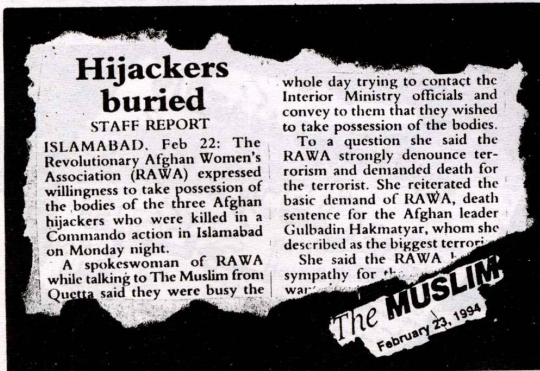 Hijackers
buried
STAFF REPORT
ISLAMABAD, Feb 22: The
Revolutionary Afghan Women's
Association (RAWA) expressed
willingness to take possession of
the bodies of the three Afghan
hijackers who were killed in a
Commando action in Islamabad
on Monday night.
A spokeswoman of RAWA
while talking to The Muslim from
Quetta said they were busy the
whole day trying to contact the
Interior Ministry officials and
convey to them that they wished
to take possession of the bodies.
To a question she said the
RAWA strongly denounce ter-
rorism and demanded death for
the terrorist. She reiterated the
basic demand of RAWA, death
sentence for the Afghan leader
Gulbadin Hakmatyar, whom she
described as the biggest terrori
She said the RAWA
sympathy for
The MUSLIM
February 23, 1994